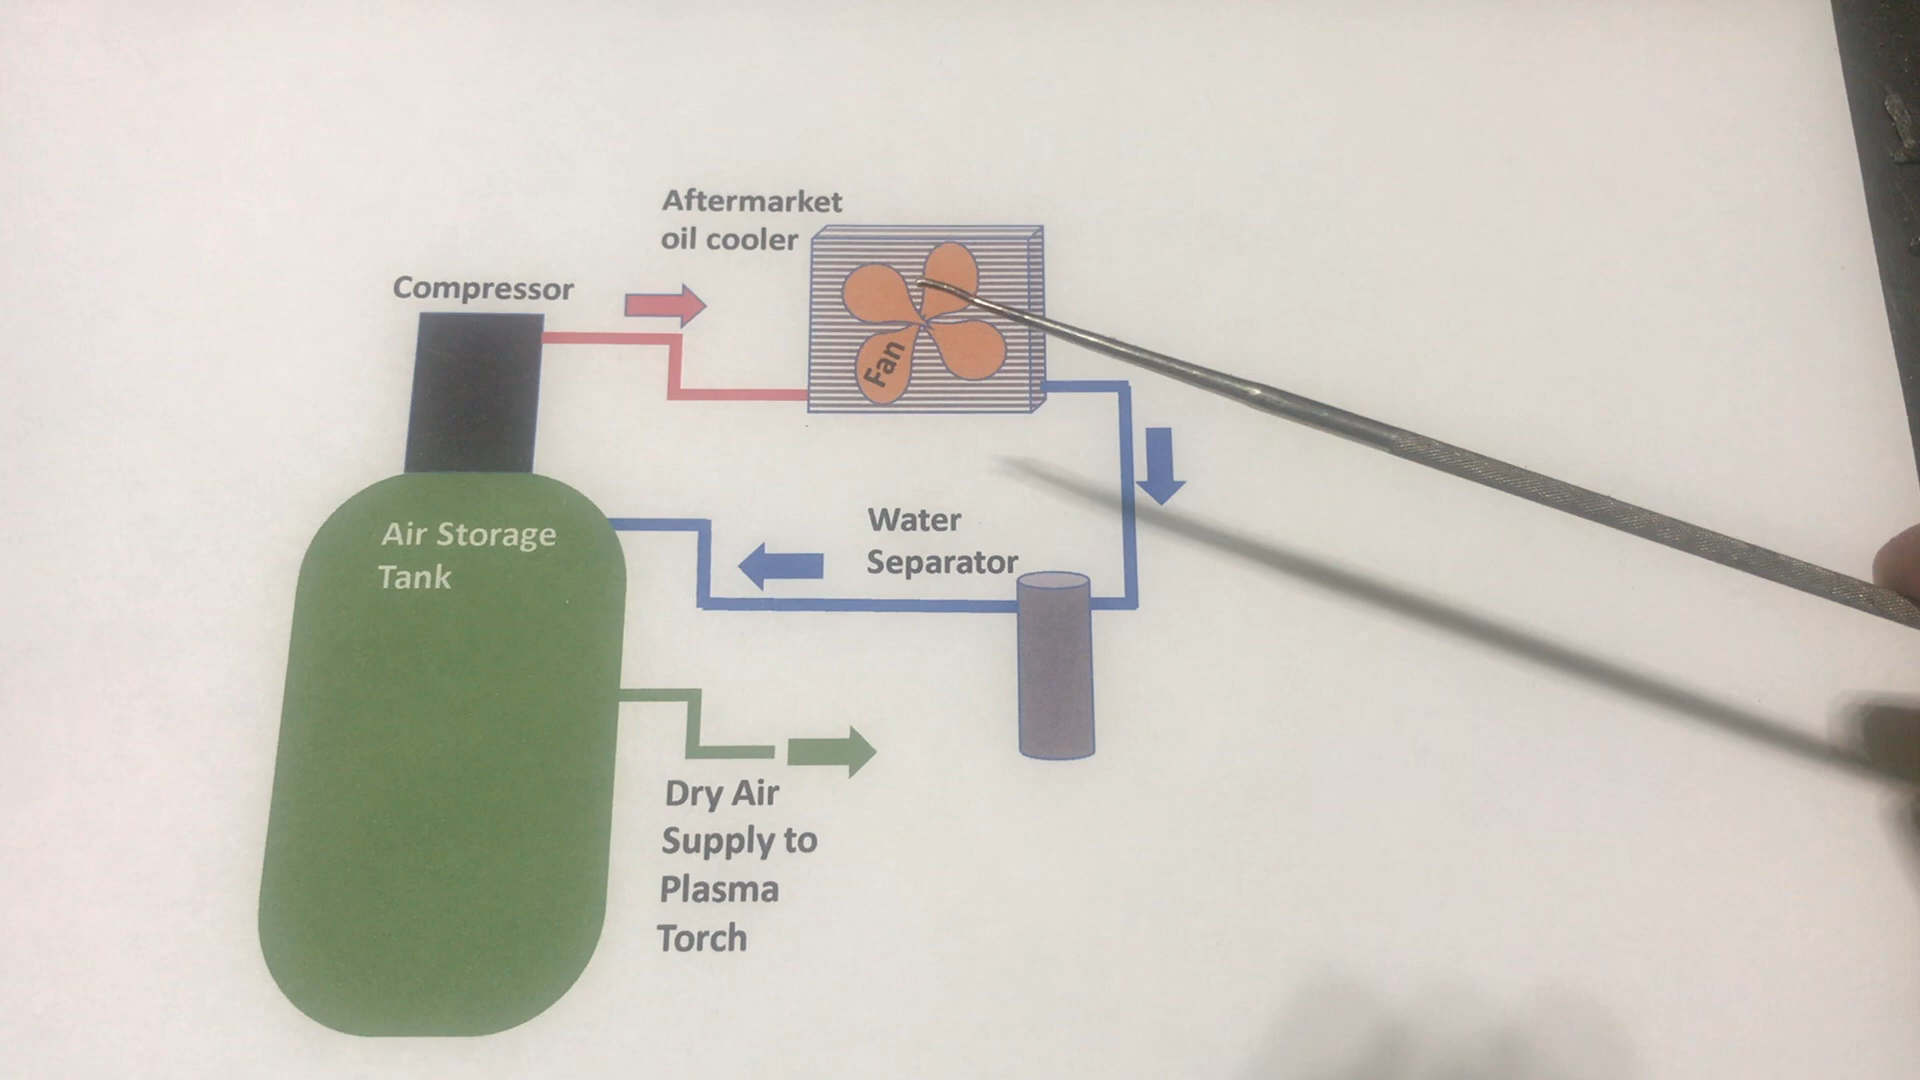 Aftermarket
oil cooler
Compressor
Fan
Air Storage
Tank
Water
Separator
Dry Air
Supply to
Plasma
Torch